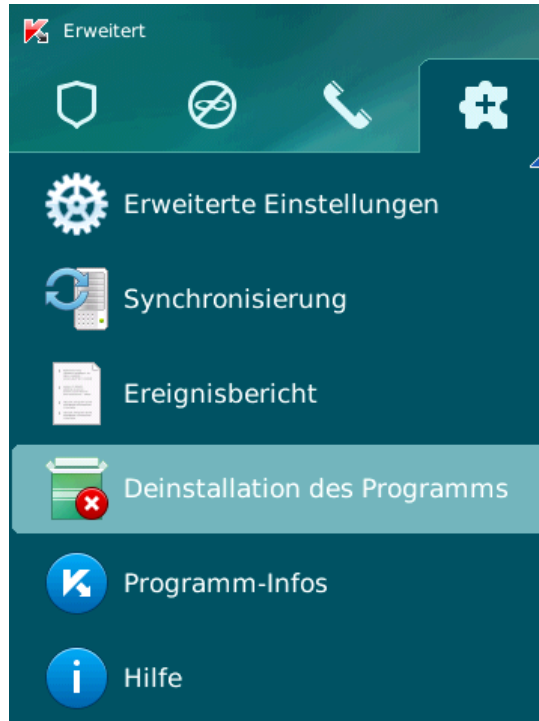 Erweitert
Erweiterte Einstellungen
Synchronisierung
Ereignisbericht
Deinstallation des Programms
Programm-Infos
Hilfe